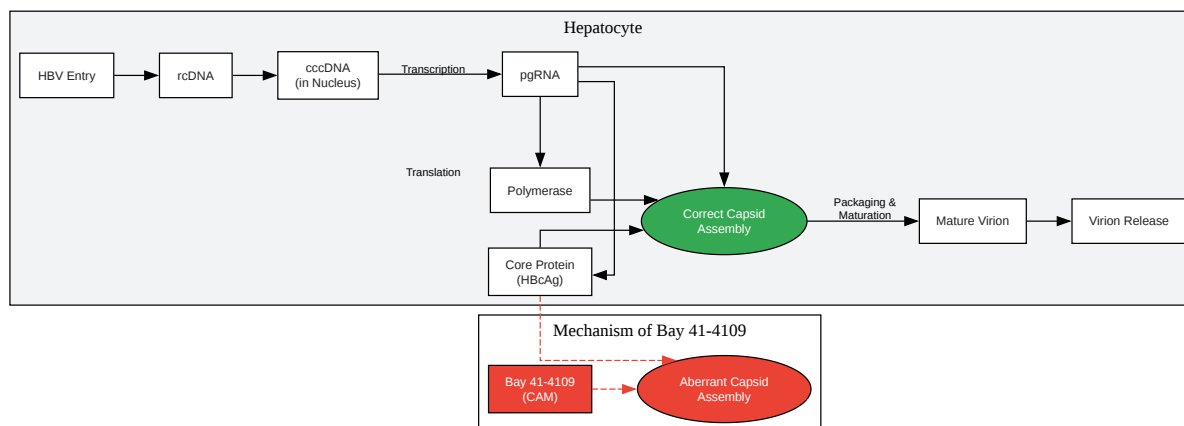 Hepatocyte
HBV Entry
rcDNA
cccDNA
(in Nucleus)
Transcription
pgRNA
Translation
Polymerase
Correct Capsid
Assembly
Packaging &
Maturation
Mature Virion
Virion Release
Core Protein
(HBcAg)
Mechanism of Bay 41-4109
Bay 41-4109
(CAM)
Aberrant Capsid
Assembly